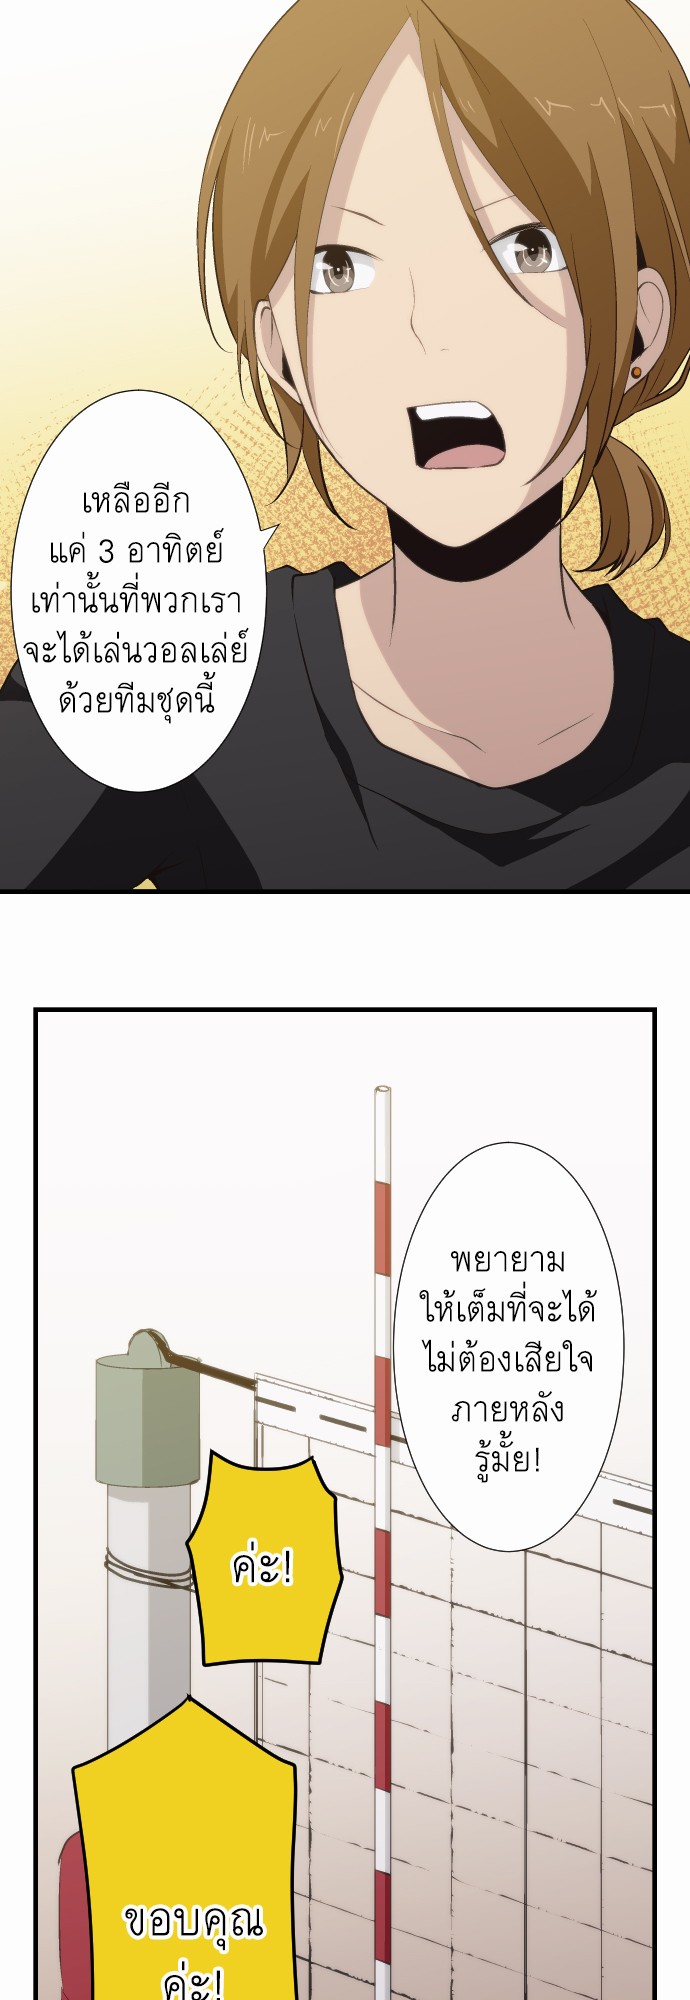 เหลืออีก
แค่ 3 อาทิตย์
เท่านั้นที่พวกเรา
จะได้เล่นวอลเล่ย์
ด้วยทีมชุดนี้
พยายาม
ให้เต็มที่จะได้
ไม่ต้องเสียใจ
ภายหลัง
รู้มั้ย!
ค่ะ!
ขอบคุณ
ค่ะ!